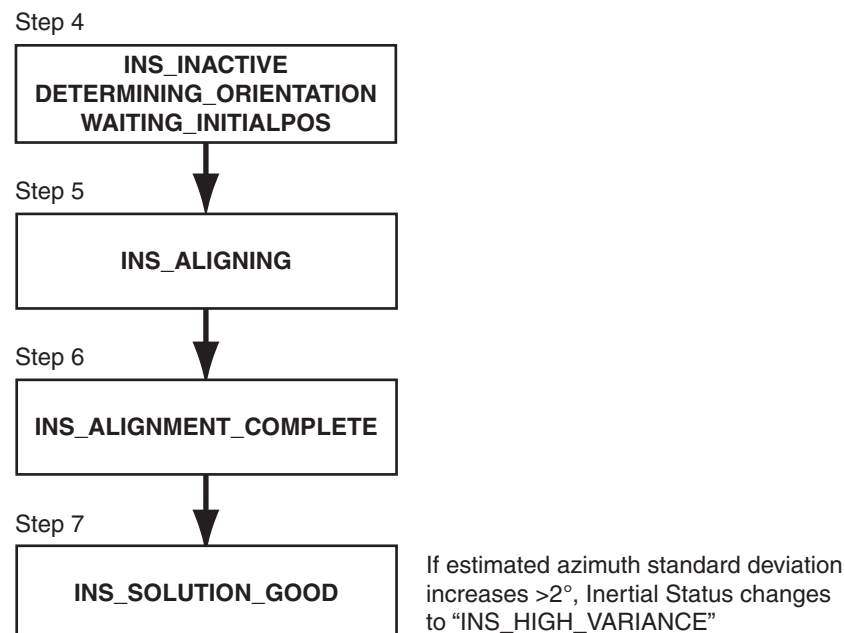 Step 4
INS_INACTIVE
DETERMINING_ORIENTATION
WAITING_INITIALPOS
Step 5
INS_ALIGNING
Step 6
INS_ALIGNMENT_COMPLETE
Step 7
INS_SOLUTION_GOOD
If estimated azimuth standard deviation
increases >2°, Inertial Status changes
to “INS_HIGH_VARIANCE”